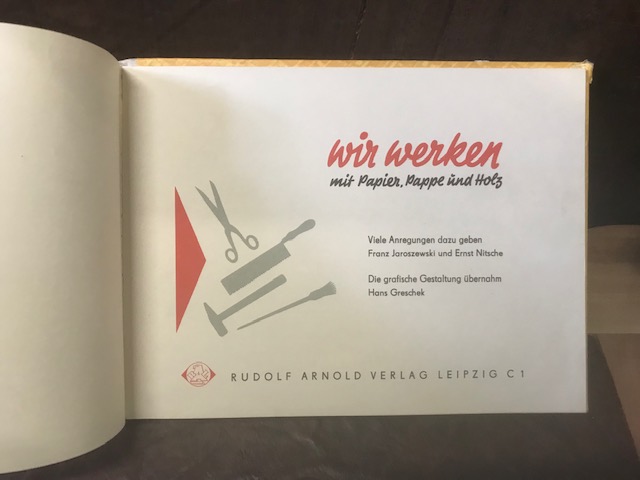 wir werken
mit Papier, Pappe und Holz
Viele Anregungen dazu geben
Franz Jaroszewski und Ernst Nitsche
Die grafische Gestaltung übernahm
Hans Greschek
RUDOLF ARNOLD VERLAG LEIPZIG C 1